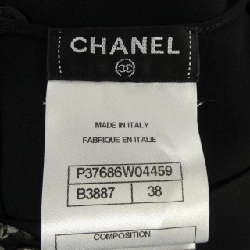 CHANEL
MADE IN ITALY
FABRIQUE EN ITALIE
P37686W04459
B3887 38
COMPOSITION